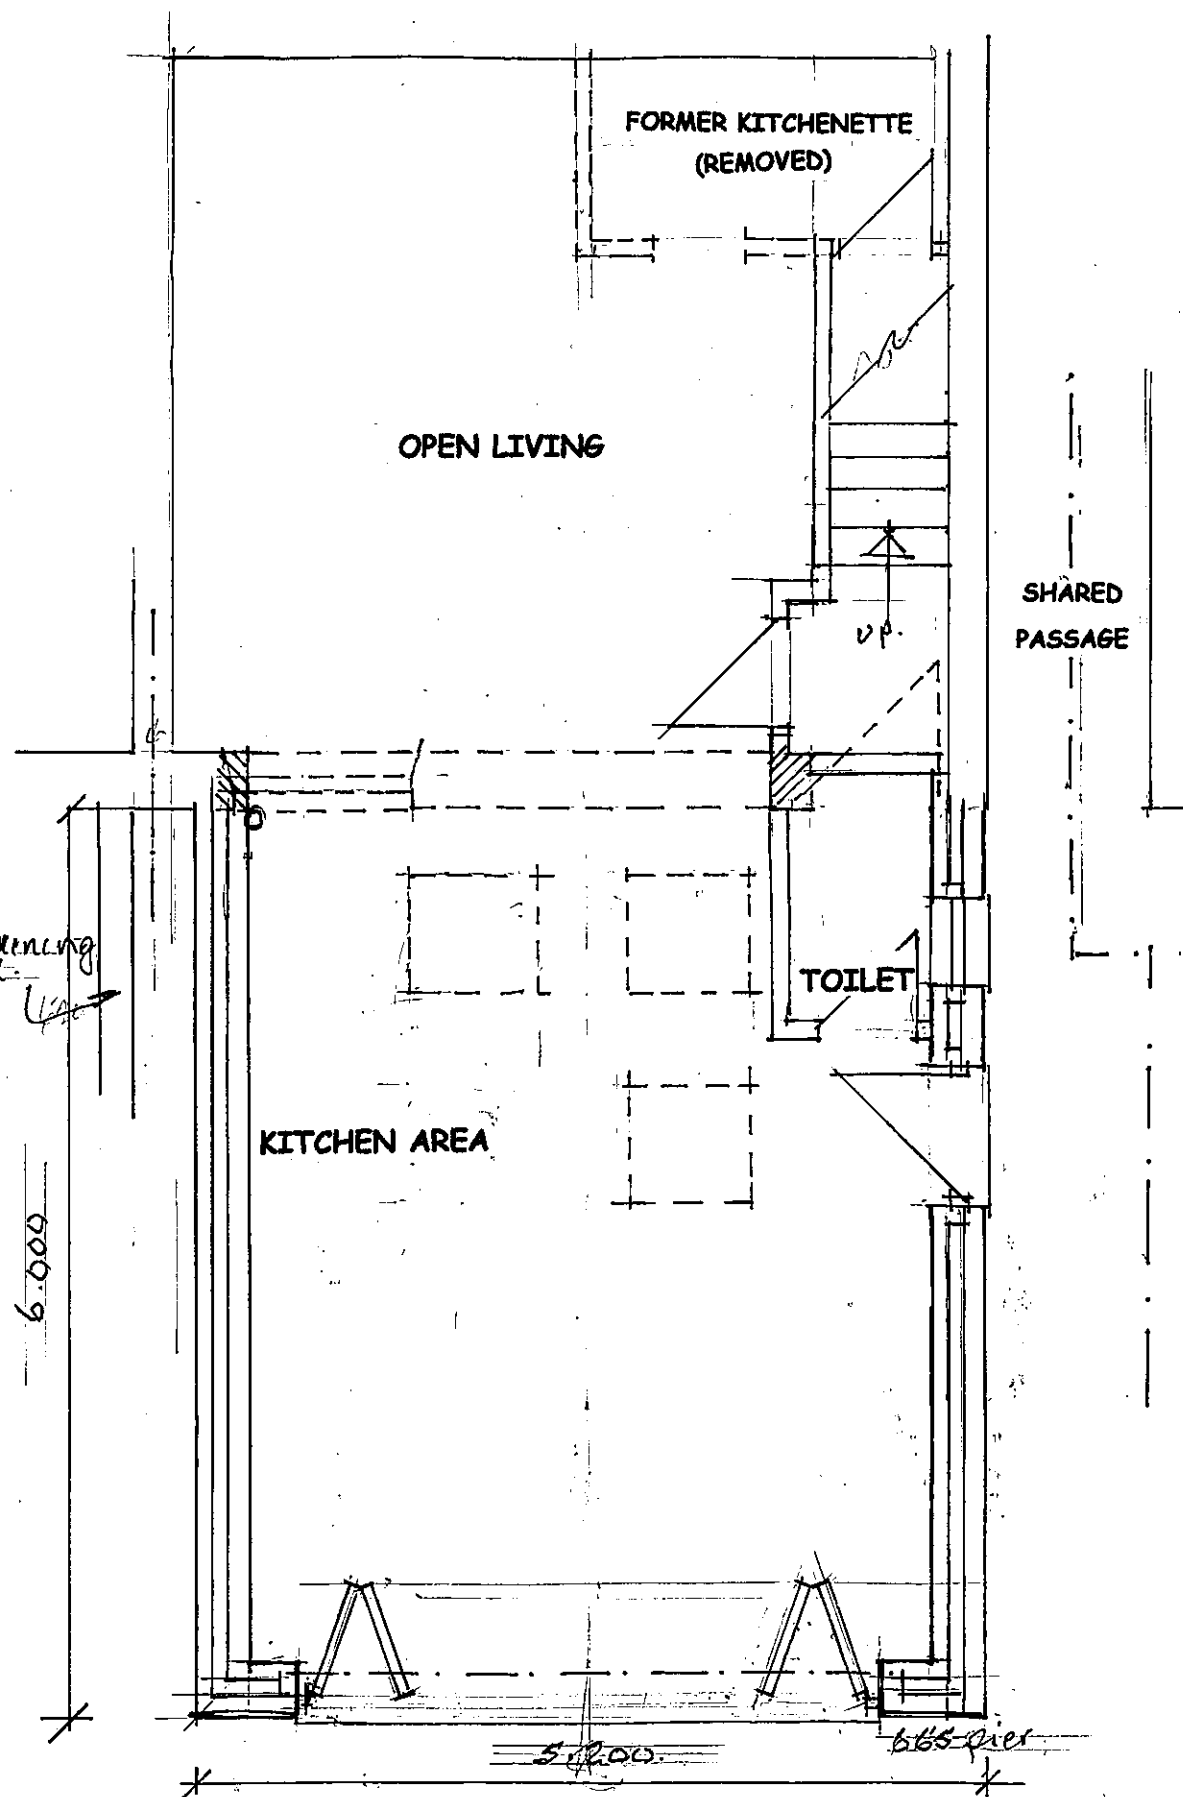 FORMER KITCHENETTE
(REMOVED)
OPEN LIVING
SHARED
PASSAGE
UP.
TOILET
KITCHEN AREA
6.000
5.200.
665 pier